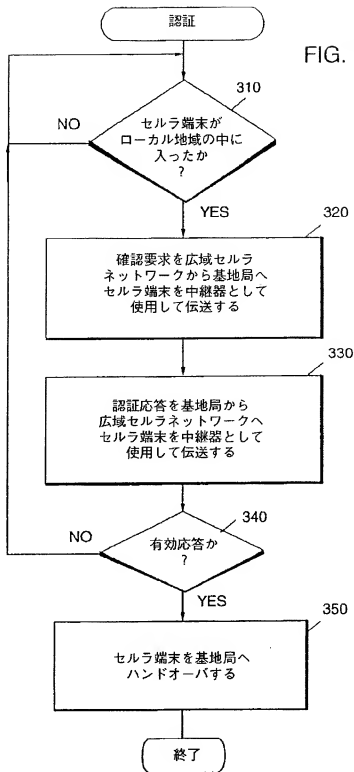 認証
FIG.
310
セルラ端末が
ローカル地域の中に
入ったか
?
NO
YES
320
確認要求を広域セルラ
ネットワークから基地局へ
セルラ端末を中継器として
使用して伝送する
330
認証応答を基地局から
広域セルラネットワークへ
セルラ端末を中継器として
使用して伝送する
340
有効応答か
?
NO
YES
350
セルラ端末を基地局へ
ハンドオーバする
終了